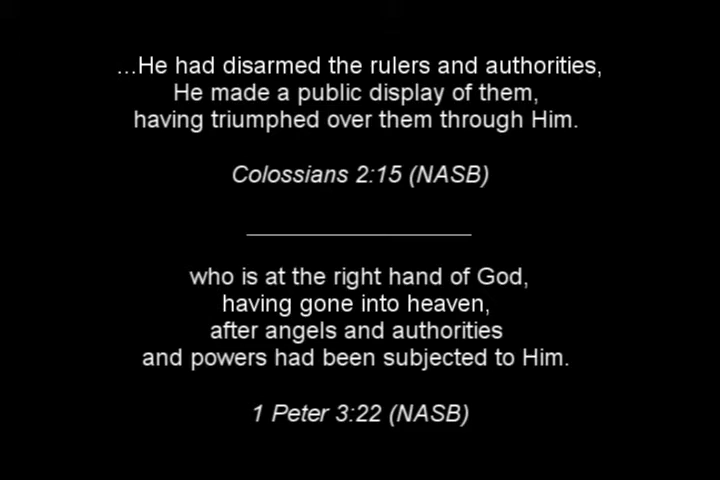 ...He had disarmed the rulers and authorities,
He made a public display of them,
having triumphed over them through Him.
Colossians 2:15 (NASB)
who is at the right hand of God,
having gone into heaven,
after angels and authorities
and powers had been subjected to Him.
1 Peter 3:22 (NASB)